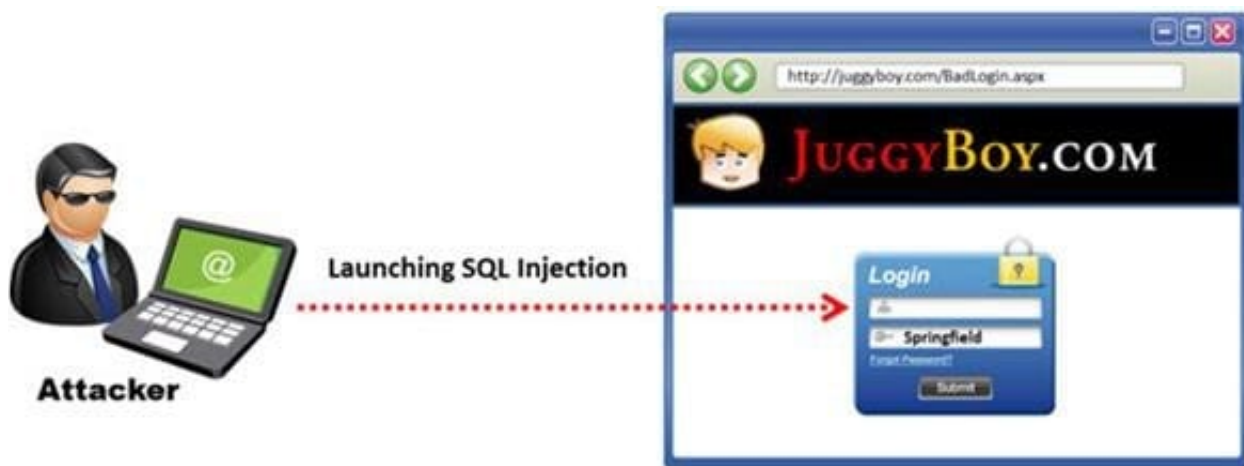 http://juggyboy.com/BadLogin.aspx
JUGGYBOY.COM
@
Launching SQL Injection
Login
Springfield
Forgot Password?
Submit
Attacker